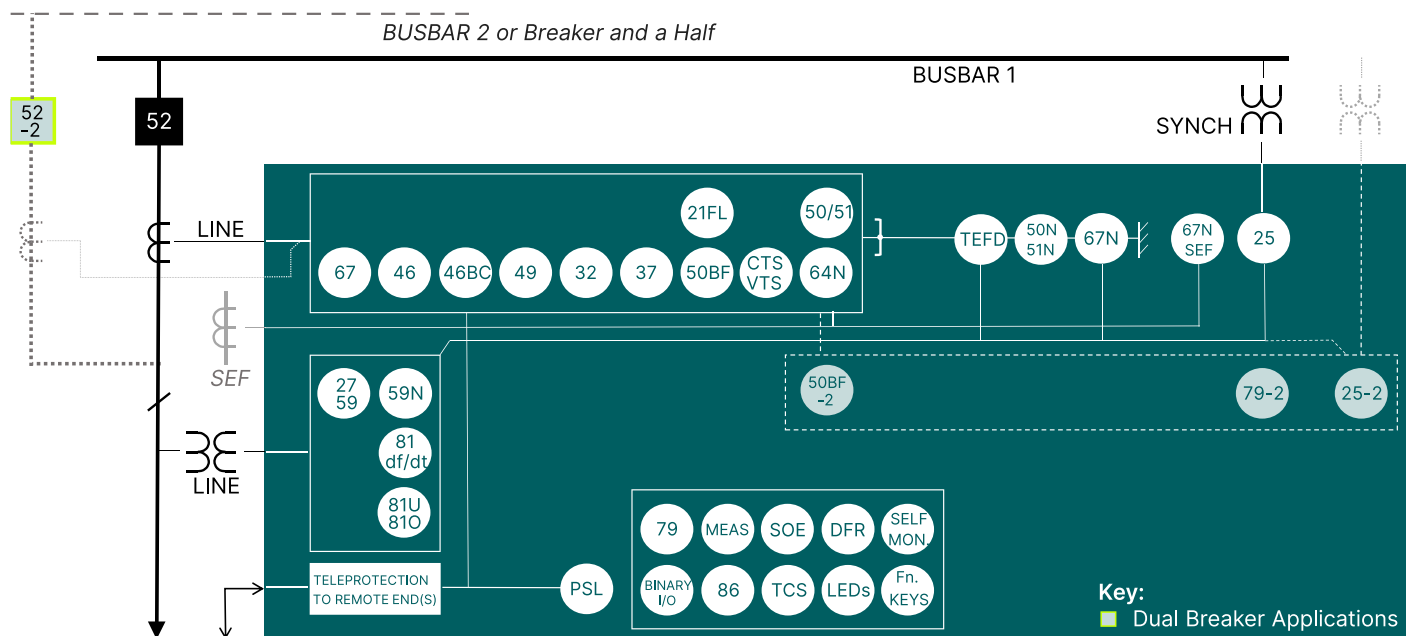 BUSBAR 2 or Breaker and a Half
BUSBAR 1
52
-2
52
SYNCH
LINE
21FL
50/51
67
46
46BC
49
32
37
50BF
CTS
VTS
64N
TEFD
50N
51N
67N
67N
SEF
25
SEF
27
59
59N
81
df/dt
81U
81O
50BF
-2
79-2
25-2
LINE
TELEPROTECTION
TO REMOTE END(S)
PSL
79
MEAS
SOE
DFR
SELF
MON.
BINARY
I/O
86
TCS
LEDs
Fn.
KEYS
Key:
Dual Breaker Applications